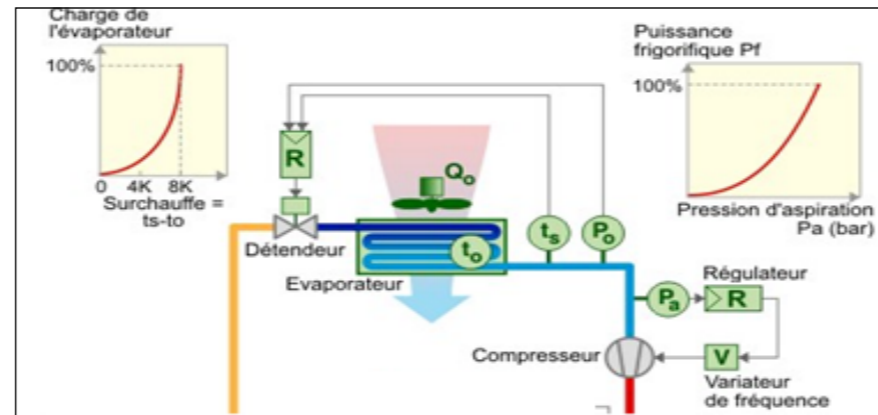 Charge de
l'évaporateur
100%
0 4K 8K
Surchauffe =
ts-to
R
Qo
Détendeur
Evaporateur
to
ts
Po
Puissance
frigorifique Pf
100%
Pression d'aspiration
Pa (bar)
Pa
Régulateur
R
Compresseur
V
Variateur
de fréquence